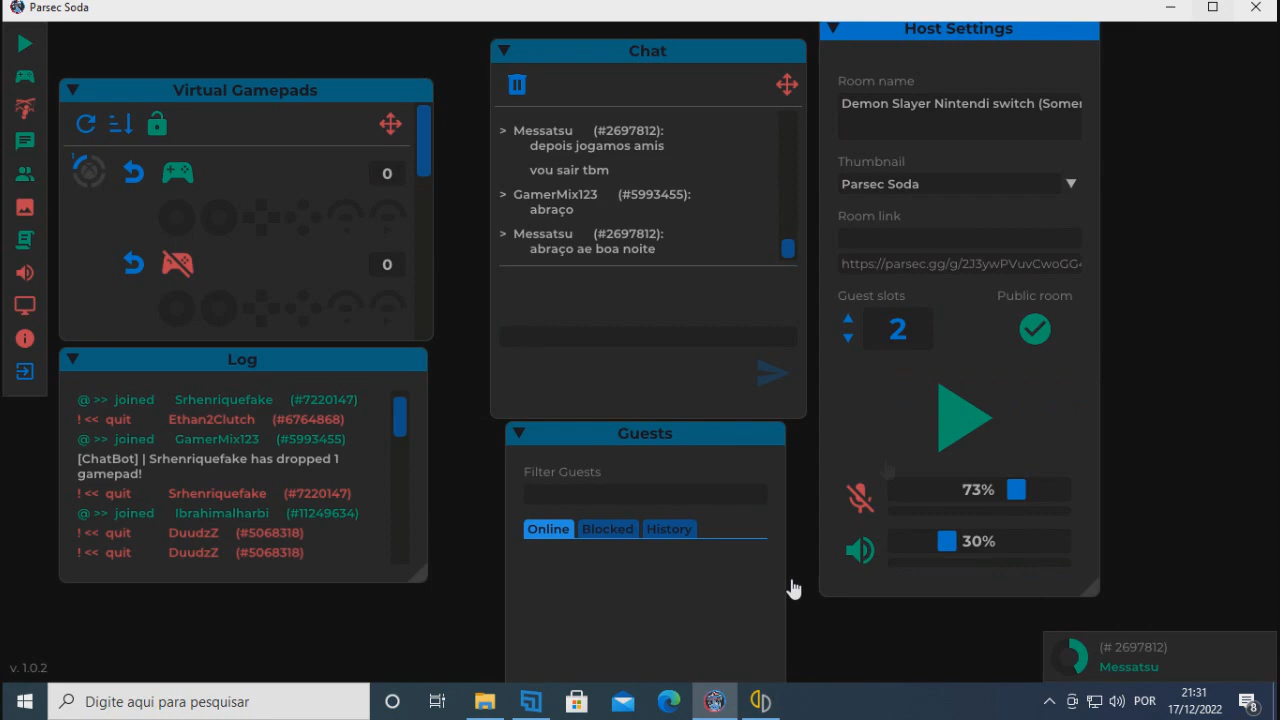 Parsec Soda
Virtual Gamepads
0
0
Log
@ >> joined Srhenriquefake (#7220147)
! << quit Ethan2Clutch (#6764868)
@ >> joined GamerMix123 (#5993455)
[ChatBot] | Srhenriquefake has dropped 1
gamepad!
! << quit Srhenriquefake (#7220147)
@ >> joined Ibrahimalharbi (#11249634)
! << quit DuudzZ (#5068318)
! << quit DuudzZ (#5068318)
Chat
> Messatsu (#2697812):
depois jogamos amis
vou sair tbm
> GamerMix123 (#5993455):
abraço
> Messatsu (#2697812):
abraço ae boa noite
Guests
Filter Guests
Online Blocked History
Host Settings
Room name
Demon Slayer Nintendi switch (Somer
Thumbnail
Parsec Soda
Room link
https://parsec.gg/g/2J3ywPVuvCwoGG
Guest slots Public room
2
73%
30%
(# 2697812)
Messatsu
v. 1.0.2
Digite aqui para pesquisar
POR
21:31
17/12/2022
8